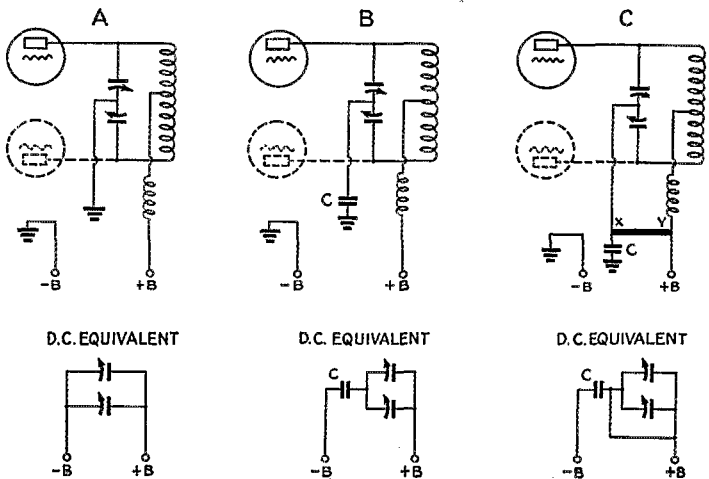 A
B
C
C
X Y
C
-B +B
-B +B
-B +B
D.C. EQUIVALENT
D.C. EQUIVALENT
D.C. EQUIVALENT
C
C
-B +B
-B +B
-B +B